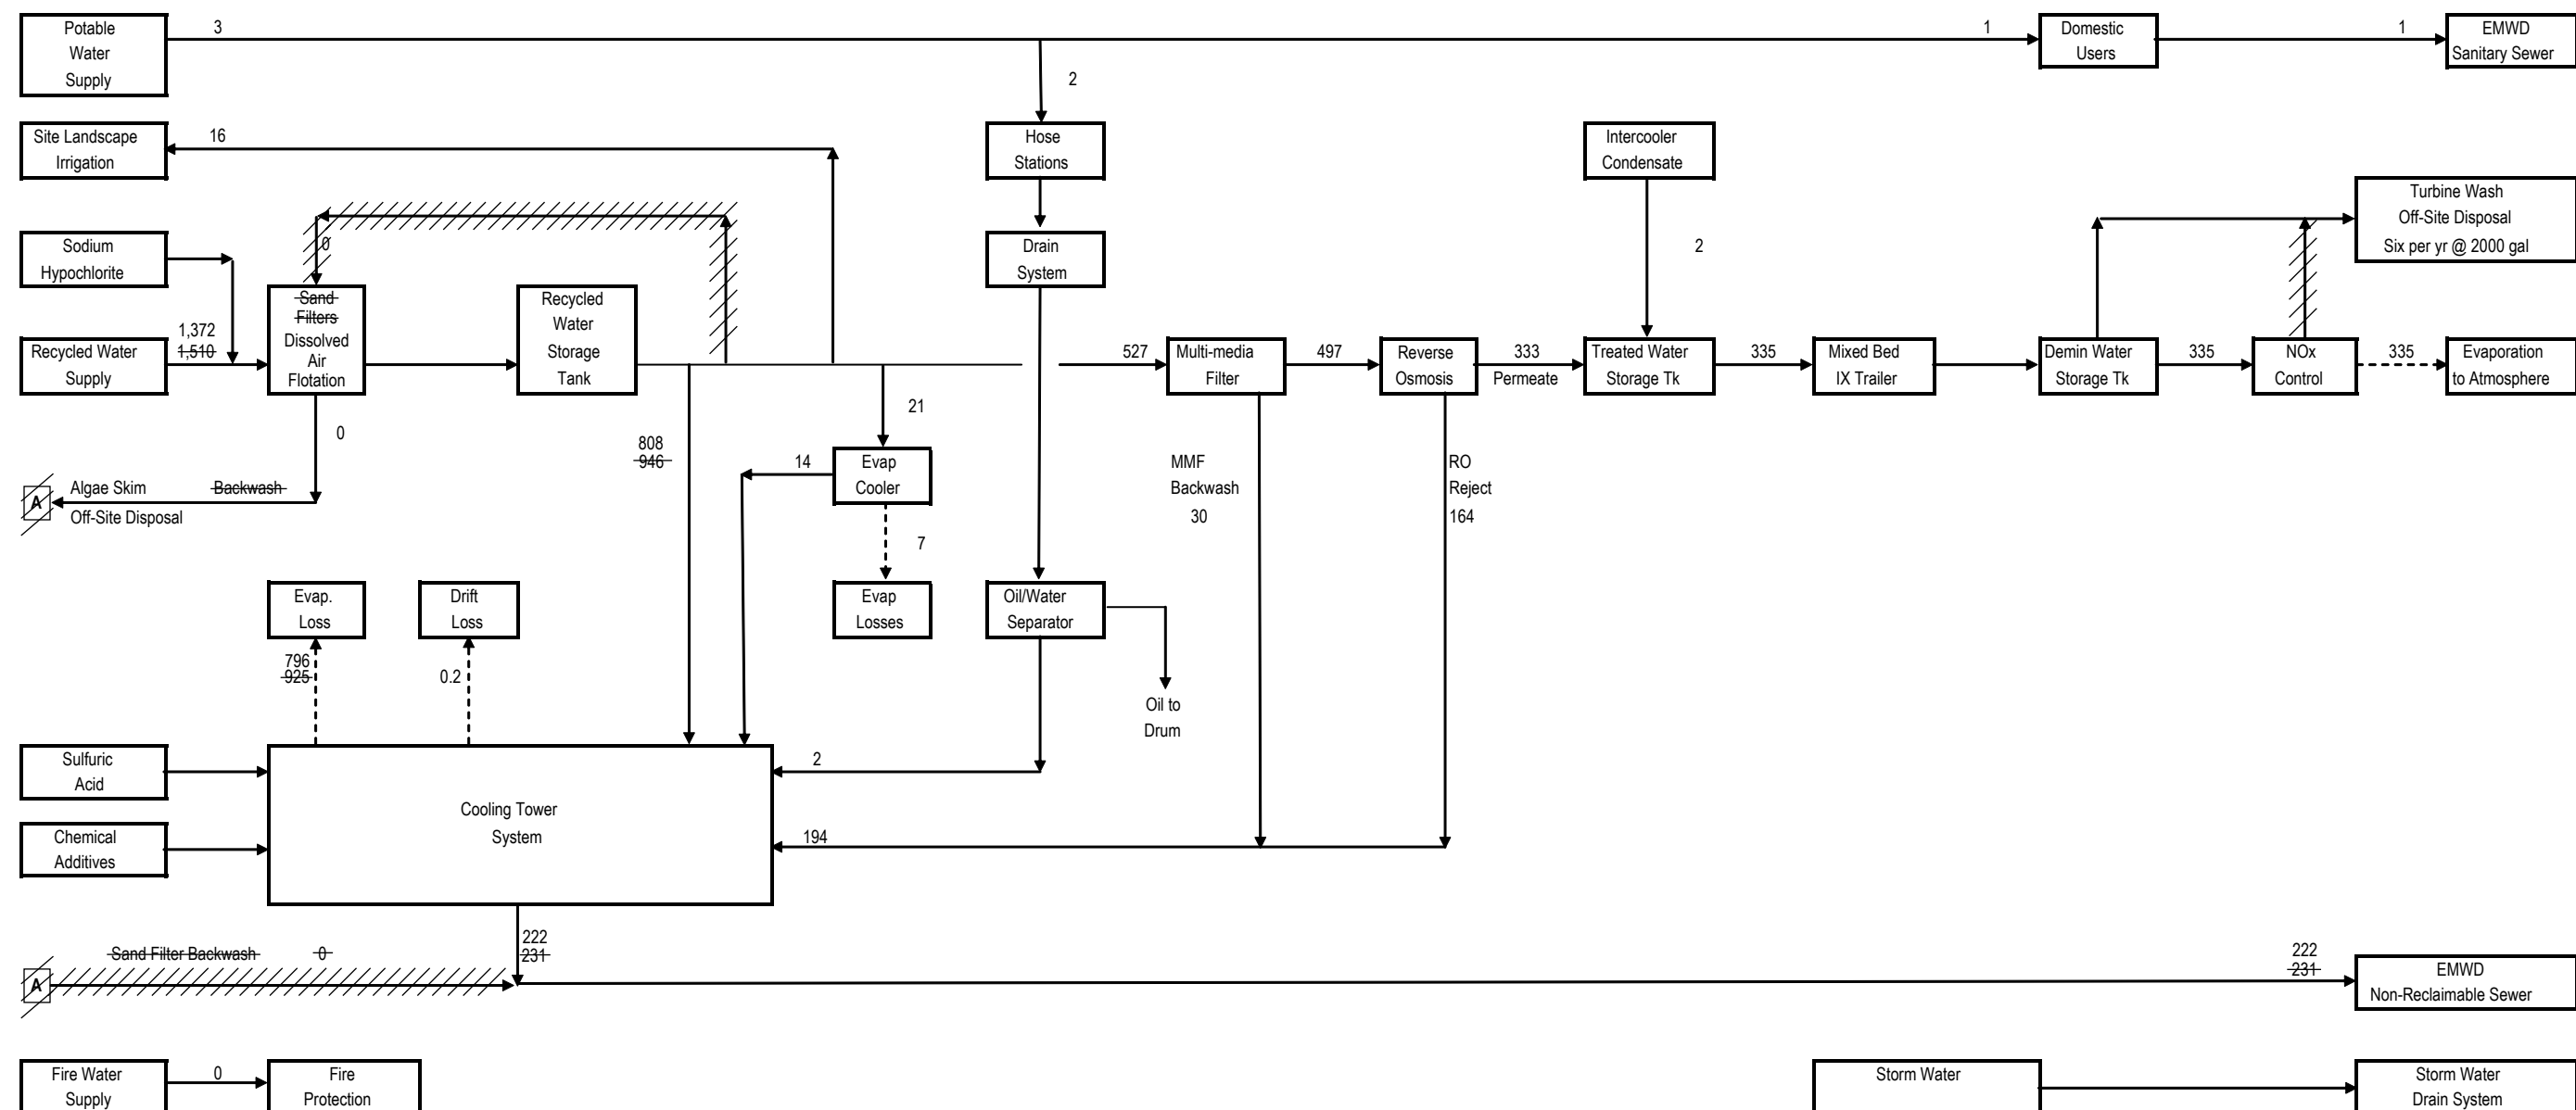 Potable
Water
Supply
3
1
Domestic
Users
1
EMWD
Sanitary Sewer
2
Site Landscape
Irrigation
16
Hose
Stations
Intercooler
Condensate
Turbine Wash
Off-Site Disposal
Six per yr @ 2000 gal
Sodium
Hypochlorite
0
Drain
System
2
Recycled Water
Supply
1,372
1,510
Sand
Filters
Dissolved
Air
Flotation
Recycled
Water
Storage
Tank
527
Multi-media
Filter
497
Reverse
Osmosis
333
Permeate
Treated Water
Storage Tk
335
Mixed Bed
IX Trailer
Demin Water
Storage Tk
335
NOx
Control
335
Evaporation
to Atmosphere
0
21
808
946
14
Evap
Cooler
MMF
Backwash
30
RO
Reject
164
A
Algae Skim
Backwash
Off-Site Disposal
7
Evap.
Loss
Drift
Loss
Evap
Losses
Oil/Water
Separator
796
925
0.2
Oil to
Drum
Sulfuric
Acid
2
Cooling Tower
System
Chemical
Additives
194
222
231
Sand Filter Backwash
0
A
222
231
EMWD
Non-Reclaimable Sewer
Fire Water
Supply
0
Fire
Protection
Storm Water
Storm Water
Drain System